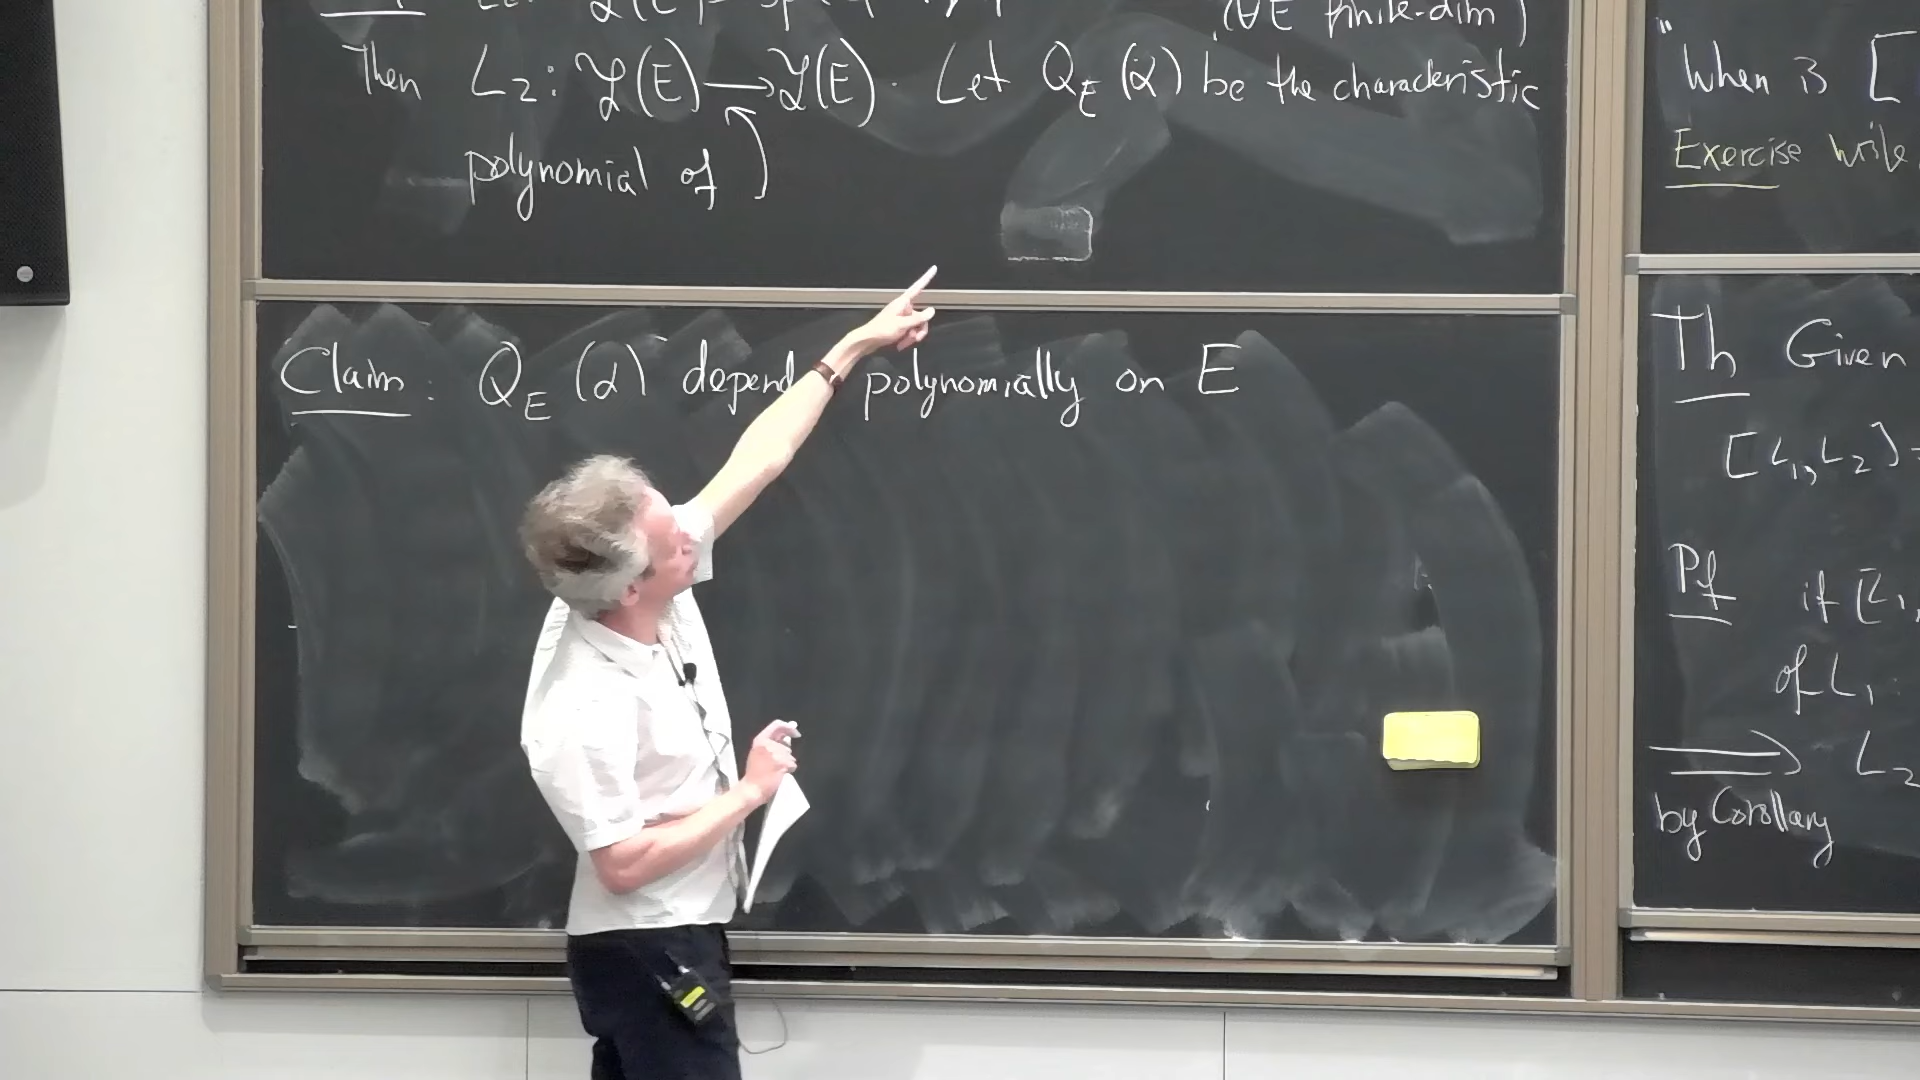 (∀E finite-dim)
Then L₂: 𝓛(E) ⟶ 𝓛(E). Let Q_E(α) be the characteristic
polynomial of
Claim: Q_E(α) depend polynomially on E
"When is [
Exercise write
Th Given
[L₁, L₂] =
Pf if [L₁,
of L₁
⟹ L₂
by Corollary